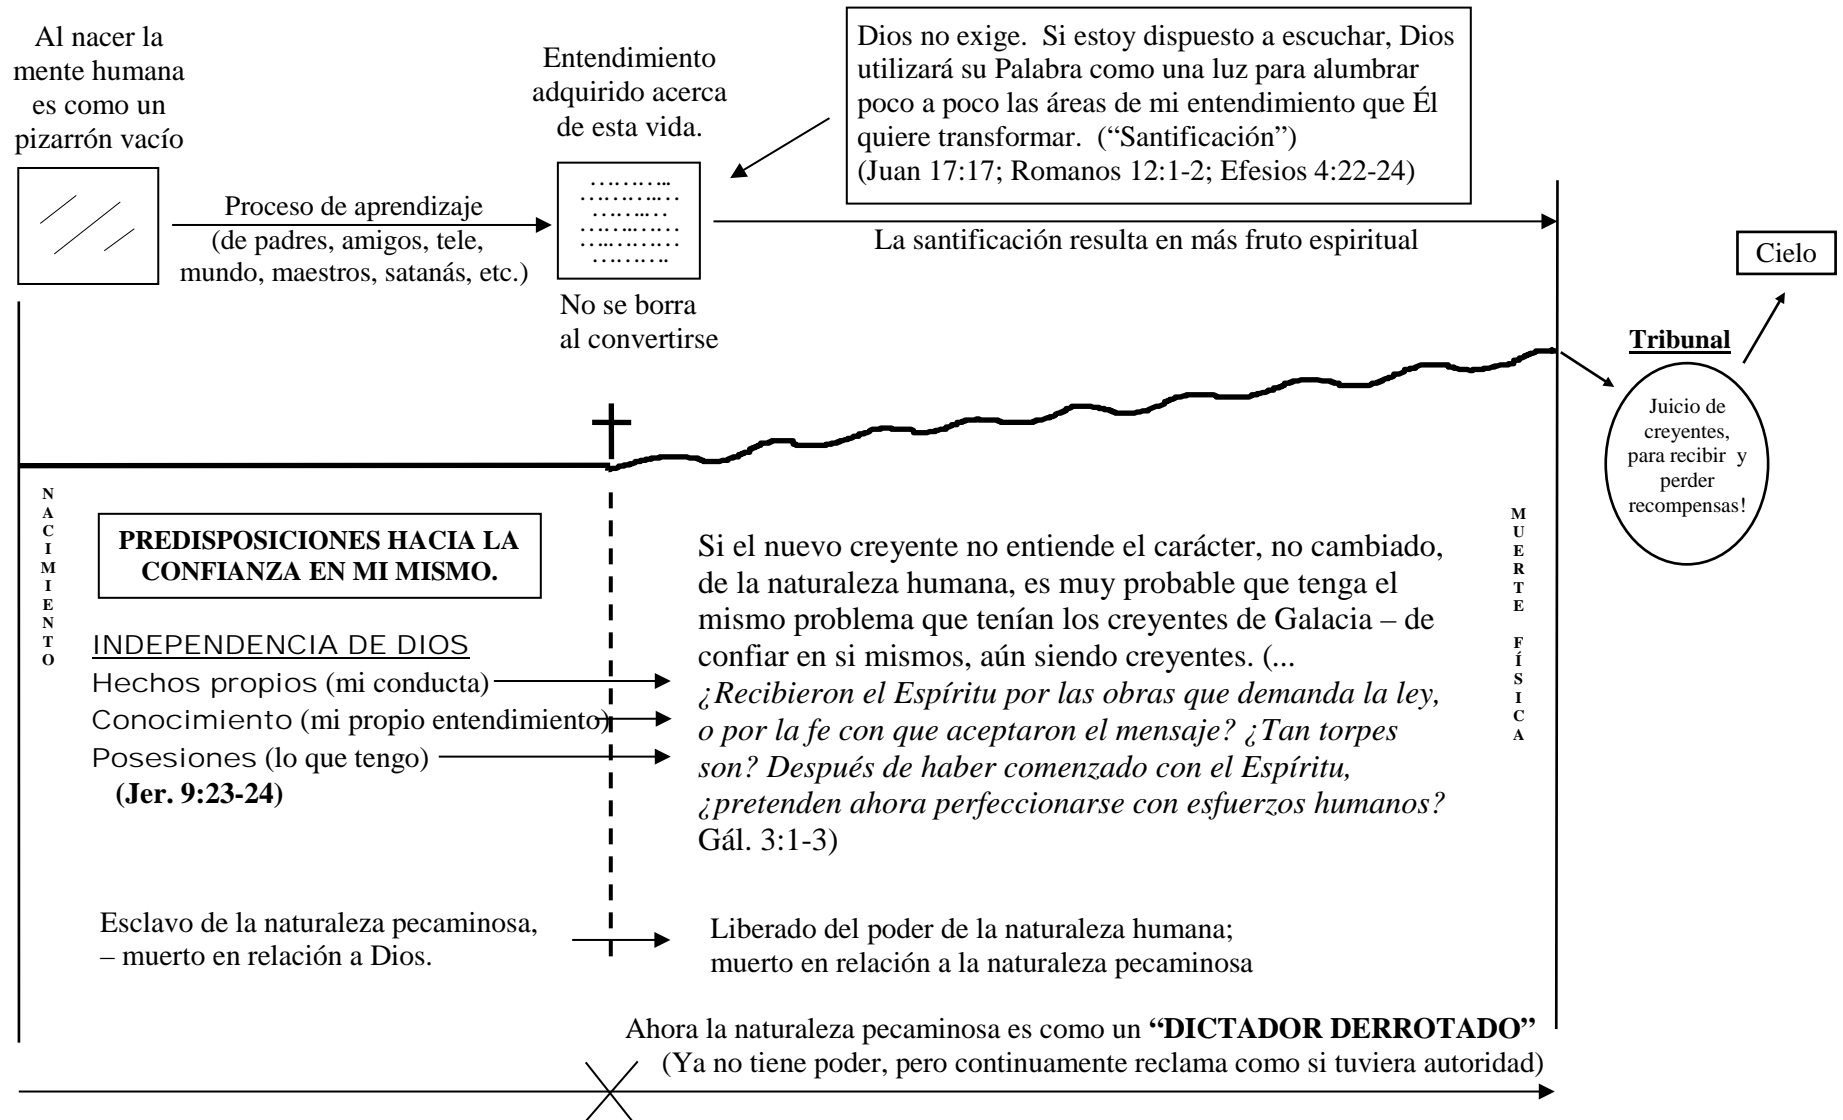 Al nacer la
mente humana
es como un
pizarrón vacío
Proceso de aprendizaje
(de padres, amigos, tele,
mundo, maestros, satanás, etc.)
Entendimiento
adquirido acerca
de esta vida.
No se borra
al convertirse
Dios no exige.  Si estoy dispuesto a escuchar, Dios
utilizará su Palabra como una luz para alumbrar
poco a poco las áreas de mi entendimiento que Él
quiere transformar.  (“Santificación”)
(Juan 17:17; Romanos 12:1-2; Efesios 4:22-24)
La santificación resulta en más fruto espiritual
Cielo
Tribunal
Juicio de
creyentes,
para recibir  y
perder
recompensas!
NACIMIENTO
PREDISPOSICIONES HACIA LA
CONFIANZA EN MI MISMO.
INDEPENDENCIA DE DIOS
Hechos propios (mi conducta)
Conocimiento (mi propio entendimiento)
Posesiones (lo que tengo)
(Jer. 9:23-24)
Si el nuevo creyente no entiende el carácter, no cambiado,
de la naturaleza humana, es muy probable que tenga el
mismo problema que tenían los creyentes de Galacia – de
confiar en si mismos, aún siendo creyentes. (...
¿Recibieron el Espíritu por las obras que demanda la ley,
o por la fe con que aceptaron el mensaje? ¿Tan torpes
son? Después de haber comenzado con el Espíritu,
¿pretenden ahora perfeccionarse con esfuerzos humanos?
Gál. 3:1-3)
MUERTE FÍSICA
Esclavo de la naturaleza pecaminosa,
– muerto en relación a Dios.
Liberado del poder de la naturaleza humana;
muerto en relación a la naturaleza pecaminosa
Ahora la naturaleza pecaminosa es como un “DICTADOR DERROTADO”
(Ya no tiene poder, pero continuamente reclama como si tuviera autoridad)